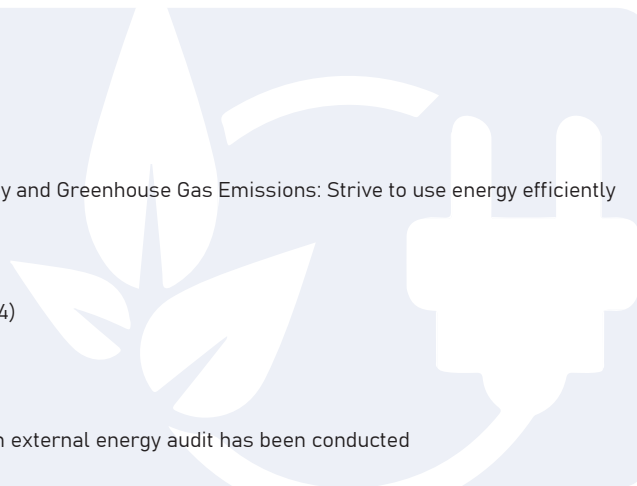 y and Greenhouse Gas Emissions: Strive to use energy efficiently
4)
external energy audit has been conducted